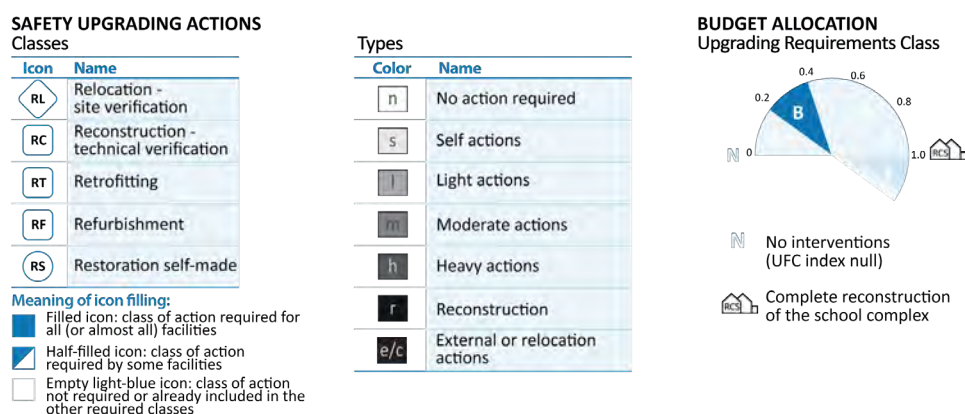 SAFETY UPGRADING ACTIONS
Classes
Icon Name
RL Relocation -
site verification
RC Reconstruction -
technical verification
RT Retrofitting
RF Refurbishment
RS Restoration self-made
Meaning of icon filling:
Filled icon: class of action required for
all (or almost all) facilities
Half-filled icon: class of action
required by some facilities
Empty light-blue icon: class of action
not required or already included in the
other required classes
Types
Color Name
n No action required
s Self actions
l Light actions
m Moderate actions
h Heavy actions
r Reconstruction
e/c External or relocation
actions
BUDGET ALLOCATION
Upgrading Requirements Class
0.4 0.6
0.2 0.8
B
N 0 1.0 RCS
N No interventions
(UFC index null)
RCS Complete reconstruction
of the school complex